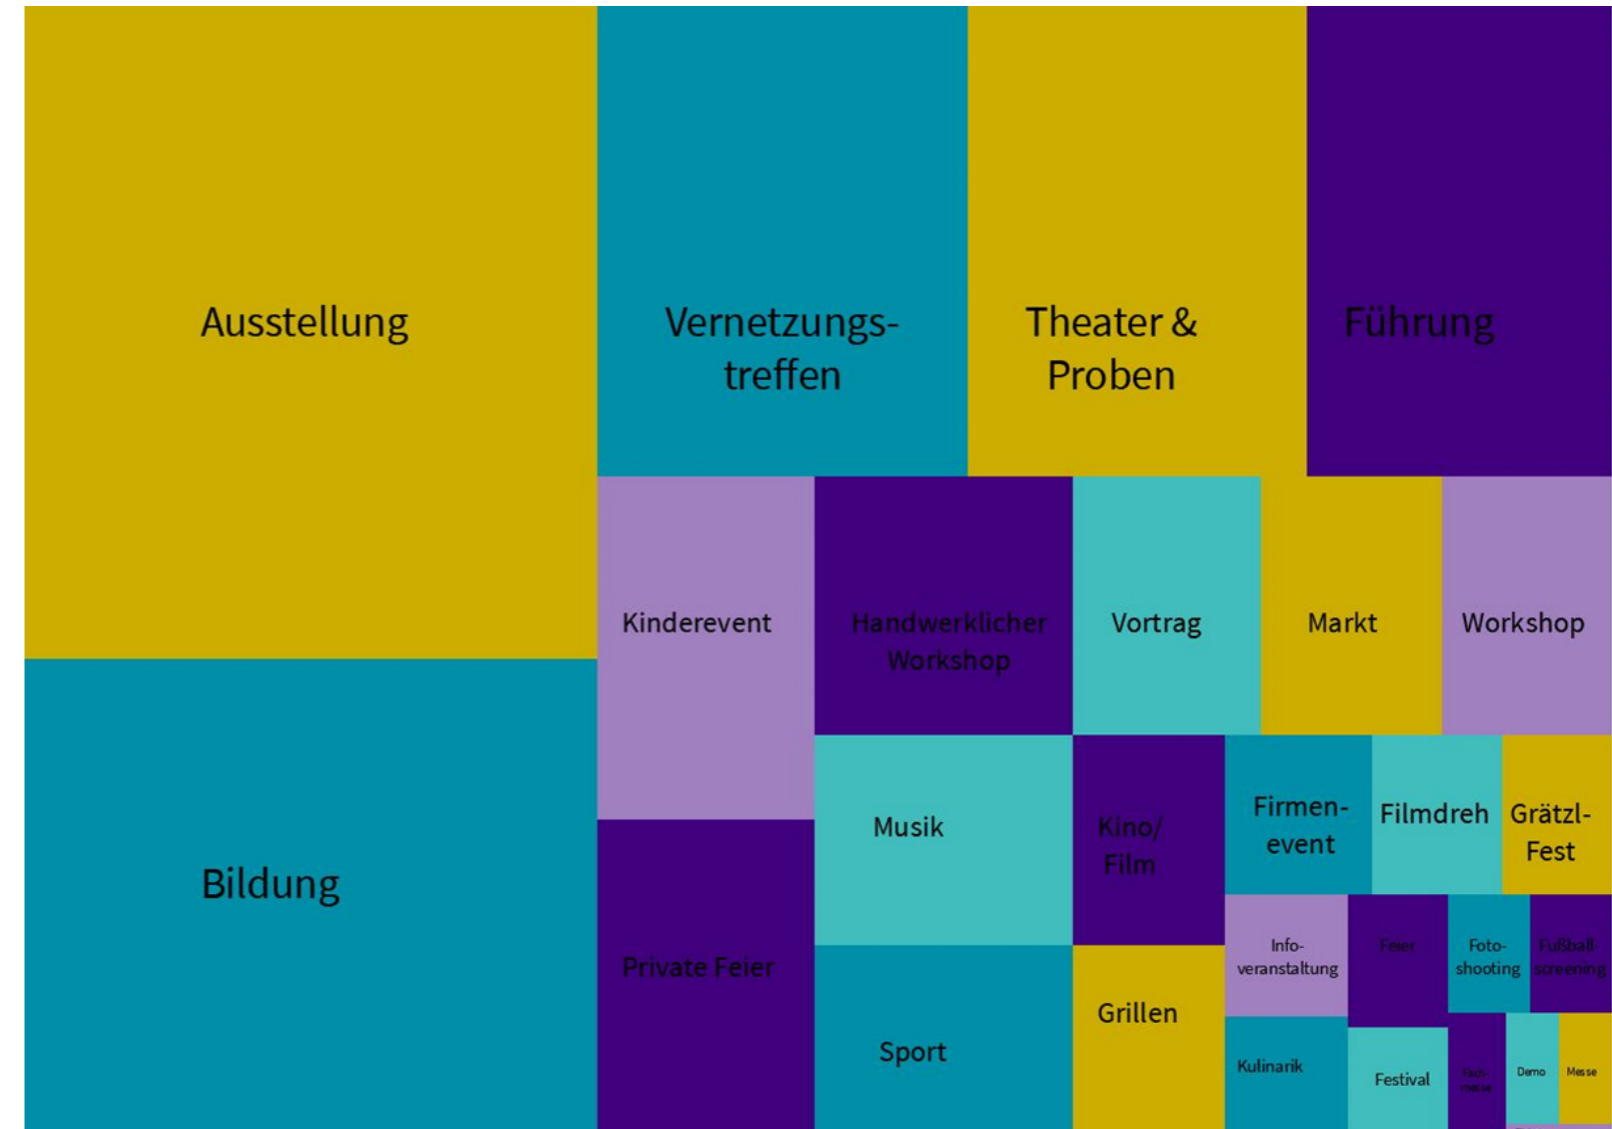 Ausstellung
Vernetzungs-
treffen
Theater &
Proben
Führung
Kinderevent
Handwerklicher
Workshop
Vortrag
Markt
Workshop
Bildung
Private Feier
Musik
Kino/
Film
Firmen-
event
Filmdreh
Grätzl-
Fest
Sport
Grillen
Info-
veranstaltung
Feier
Foto-
shooting
Fußball-
screening
Kulinarik
Festival
messe
Demo
Messe